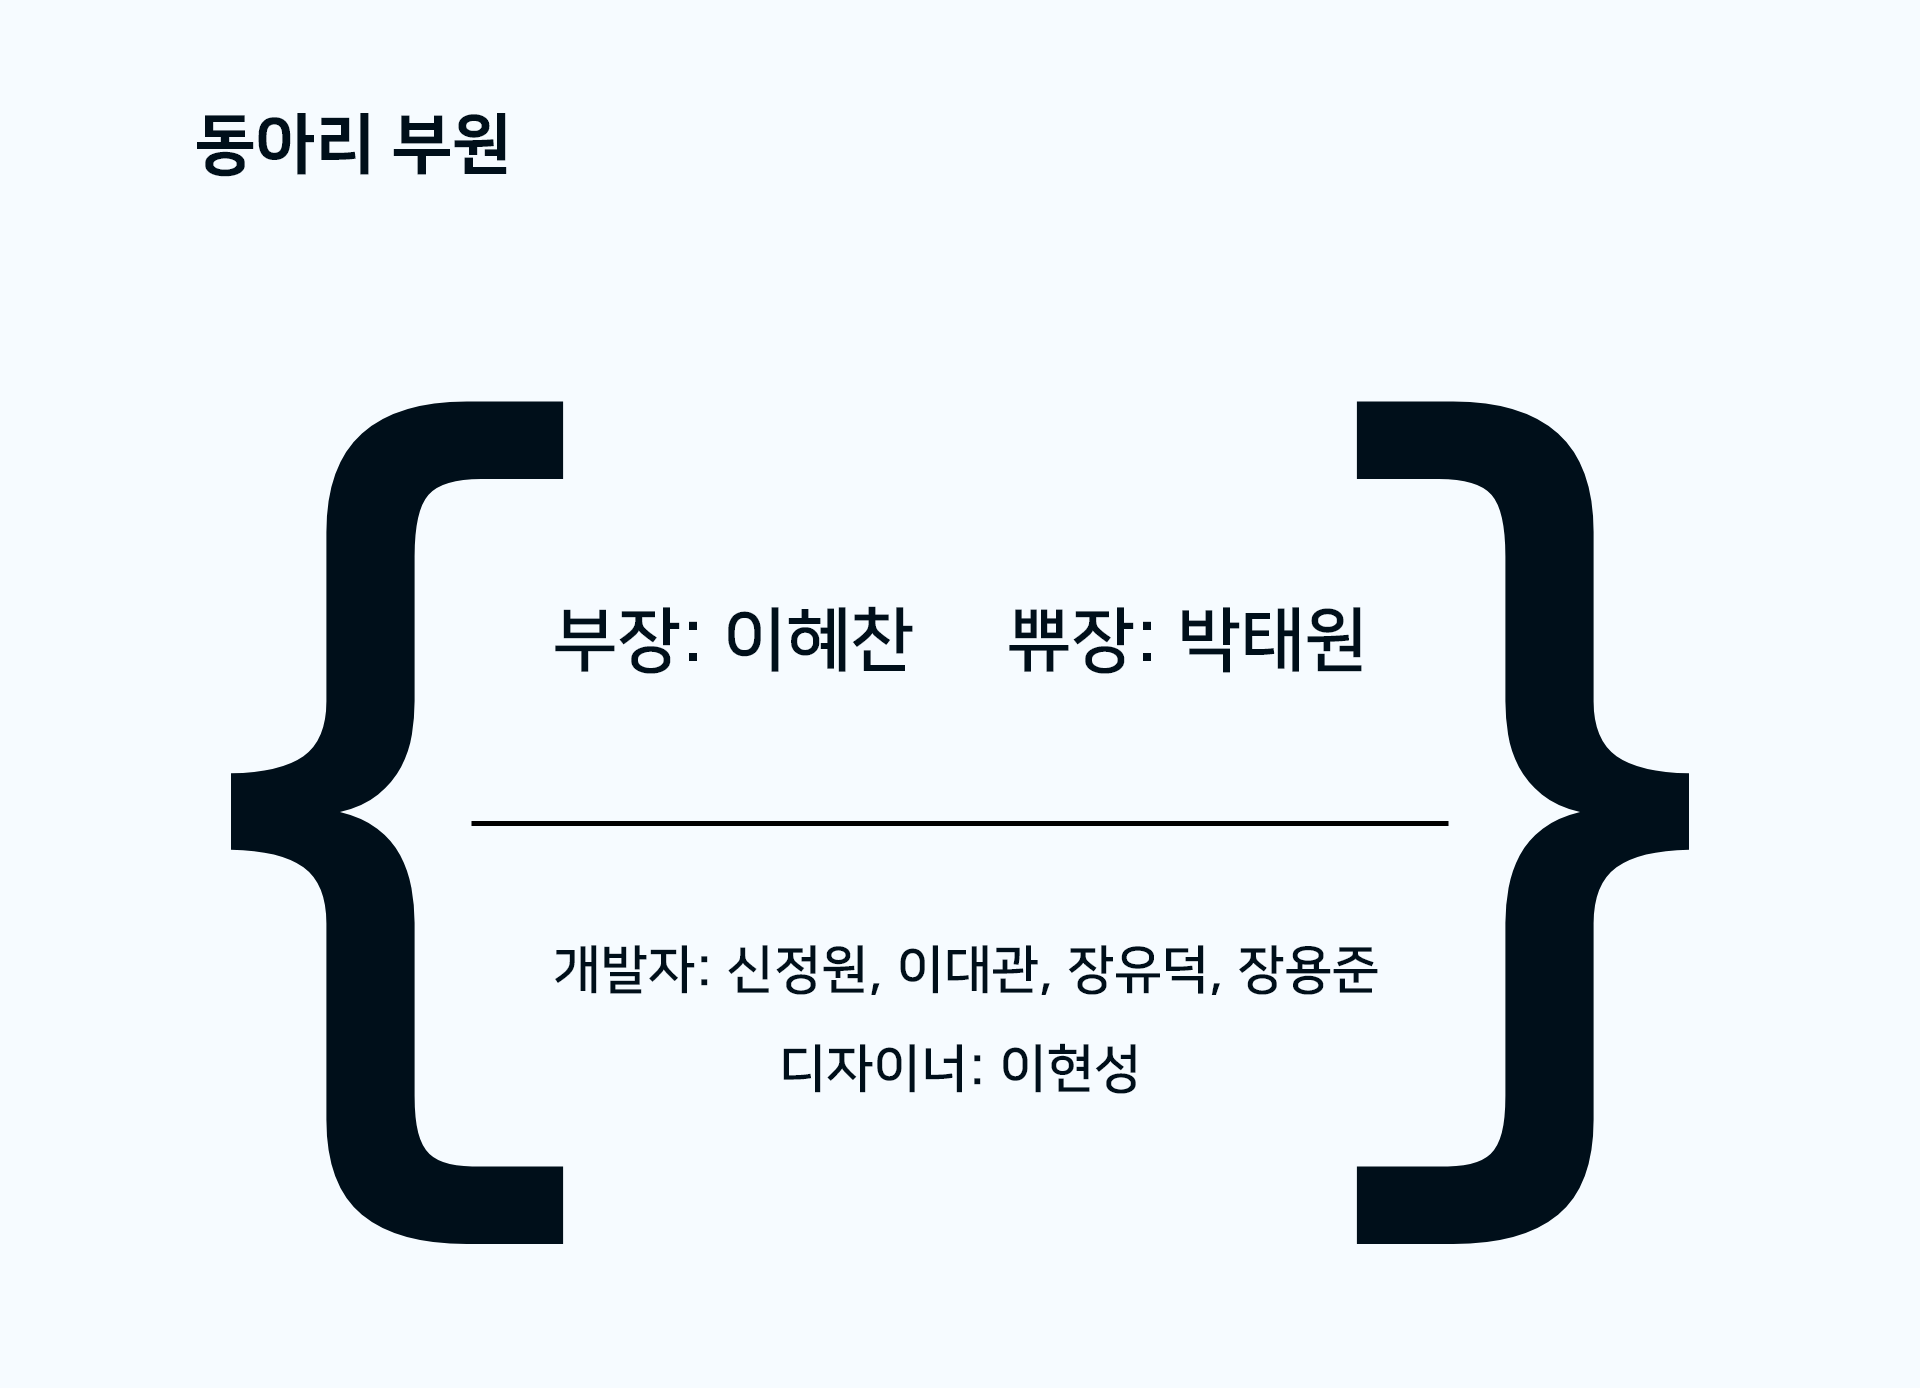 동아리 부원
부장: 이혜찬 쀼장: 박태원
개발자: 신정원, 이대관, 장유덕, 장용준
디자이너: 이현성